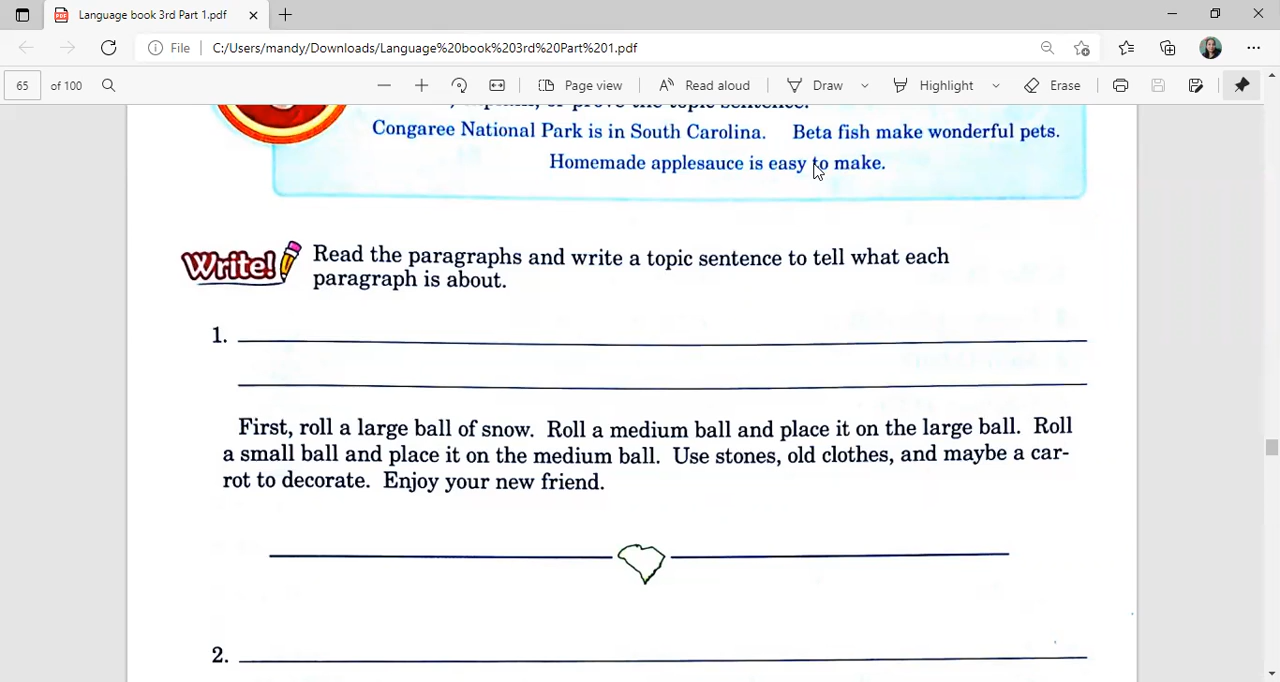 Language book 3rd Part 1.pdf
File C:/Users/mandy/Downloads/Language%20book%203rd%20Part%201.pdf
65 of 100 Page view Read aloud Draw Highlight Erase
or prove the topic sentence.
Congaree National Park is in South Carolina. Beta fish make wonderful pets.
Homemade applesauce is easy to make.
Write! Read the paragraphs and write a topic sentence to tell what each
paragraph is about.
1.
First, roll a large ball of snow. Roll a medium ball and place it on the large ball. Roll
a small ball and place it on the medium ball. Use stones, old clothes, and maybe a car-
rot to decorate. Enjoy your new friend.
2.